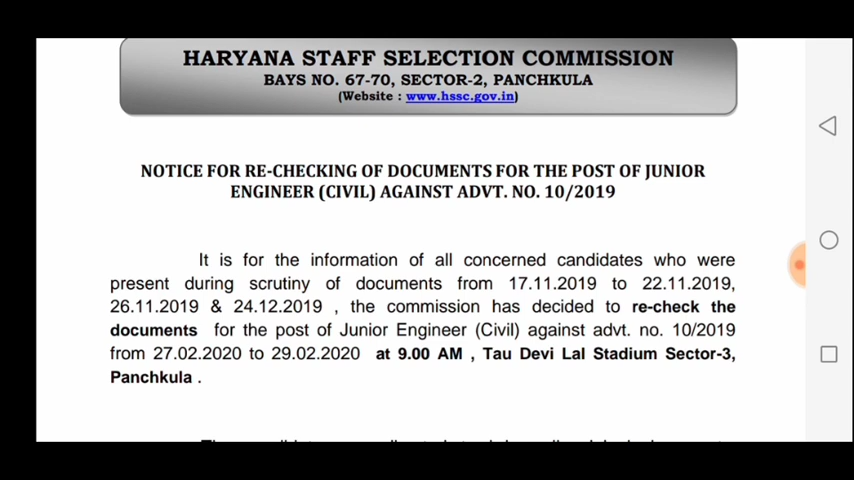 HARYANA STAFF SELECTION COMMISSION
BAYS NO. 67-70, SECTOR-2, PANCHKULA
(Website : www.hssc.gov.in)
NOTICE FOR RE-CHECKING OF DOCUMENTS FOR THE POST OF JUNIOR
ENGINEER (CIVIL) AGAINST ADVT. NO. 10/2019
It is for the information of all concerned candidates who were
present during scrutiny of documents from 17.11.2019 to 22.11.2019,
26.11.2019 & 24.12.2019 , the commission has decided to re-check the
documents for the post of Junior Engineer (Civil) against advt. no. 10/2019
from 27.02.2020 to 29.02.2020 at 9.00 AM , Tau Devi Lal Stadium Sector-3,
Panchkula .